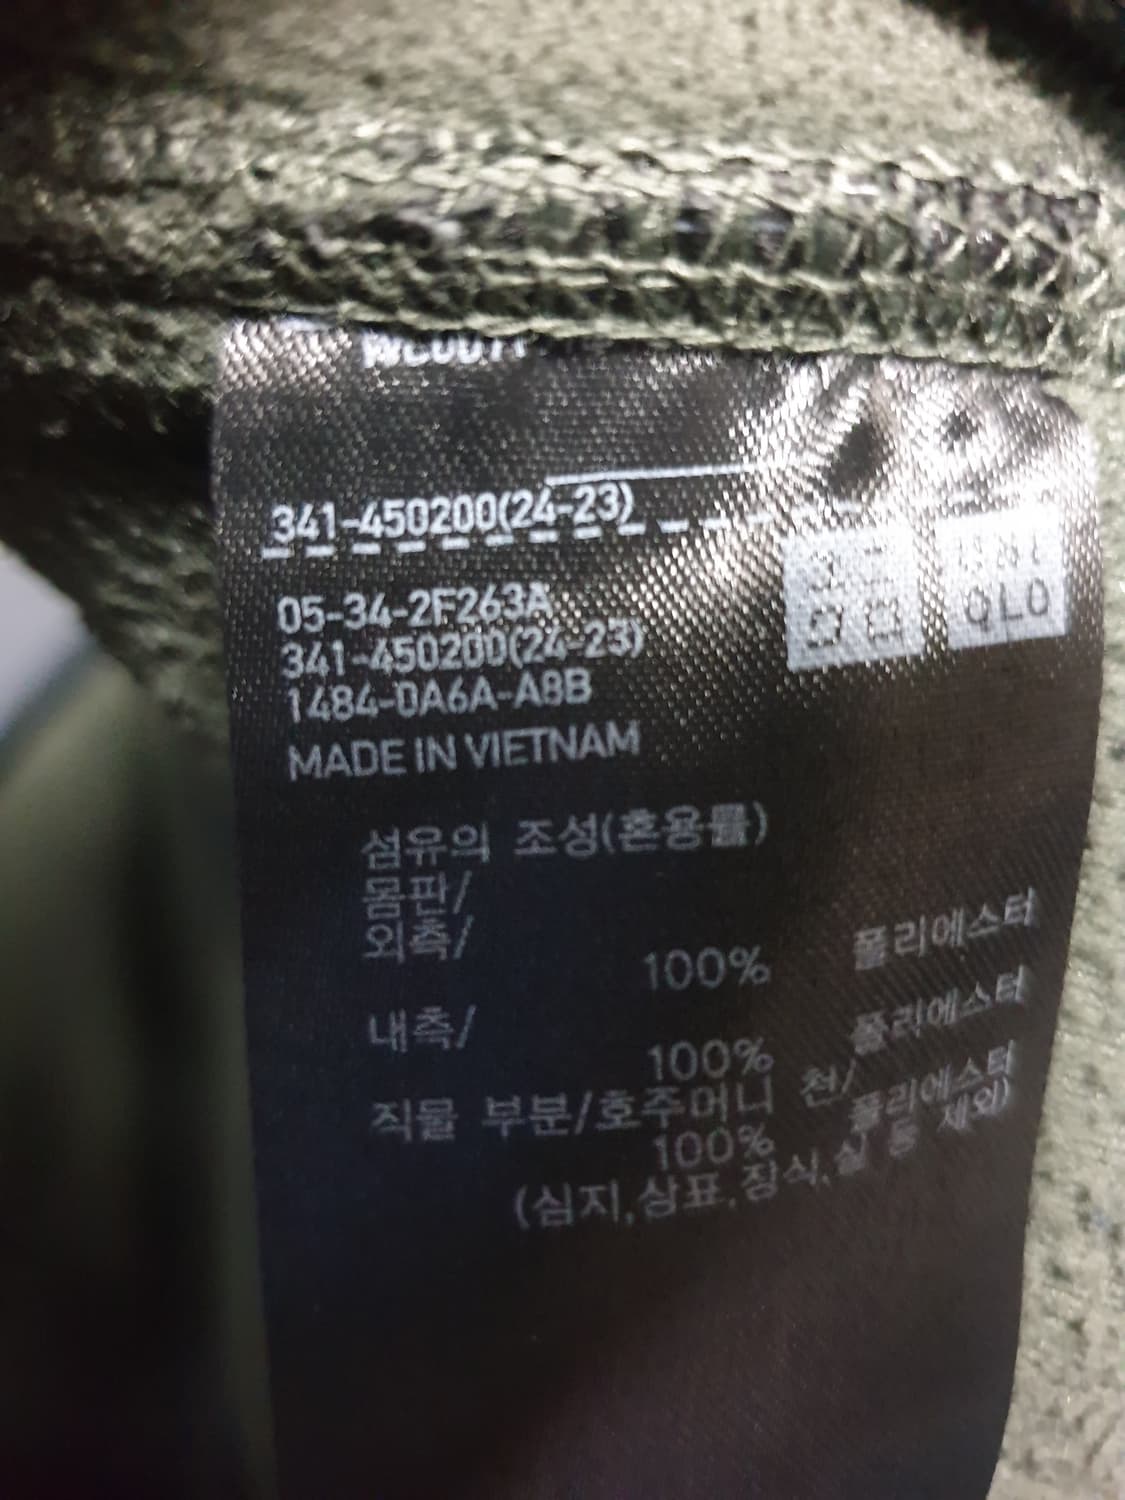 341-450200(24-23)
QLO
05-34-2F263A
341-450200(24-23)
1484-DA6A-A8B
MADE IN VIETNAM
섬유의 조성(혼용률)
몸판/
외측/
100% 폴리에스터
내측/
100% 폴리에스터
직물 부분/호주머니 천/
100% 폴리에스터
(심지,상표,장식,실 등 제외)